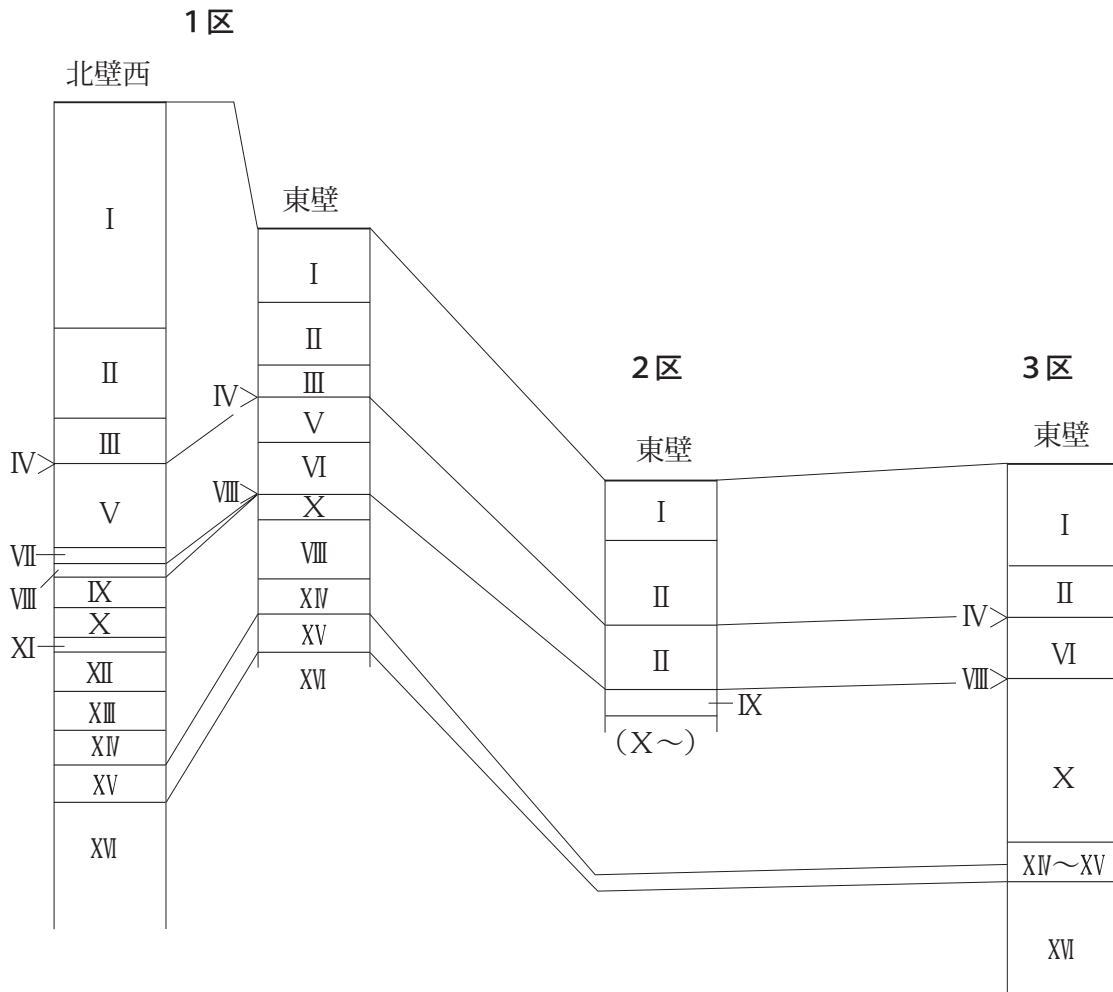 1区
北壁西
Ⅰ
Ⅱ
Ⅲ
Ⅳ
Ⅴ
Ⅶ
Ⅷ
Ⅸ
Ⅹ
Ⅺ
Ⅻ
XIII
XIV
XV
XVI
東壁
Ⅰ
Ⅱ
Ⅲ
Ⅳ
Ⅴ
Ⅵ
Ⅷ
Ⅹ
Ⅷ
XIV
XV
XVI
2区
東壁
Ⅰ
Ⅱ
Ⅱ
Ⅸ
(Ⅹ～)
3区
東壁
Ⅰ
Ⅱ
Ⅳ
Ⅵ
Ⅷ
Ⅹ
XIV～XV
XVI